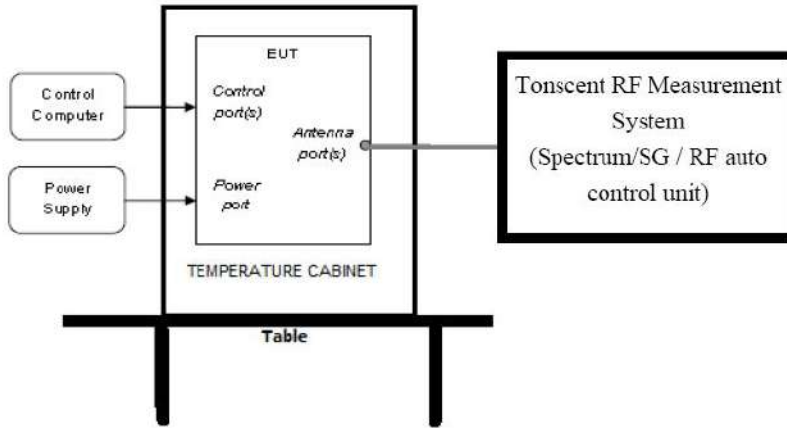 EUT
Control
Computer
Control
port(s)
Antenna
port(s)
Power
Supply
Power
port
TEMPERATURE CABINET
Table
Tonscent RF Measurement
System
(Spectrum/SG / RF auto
control unit)